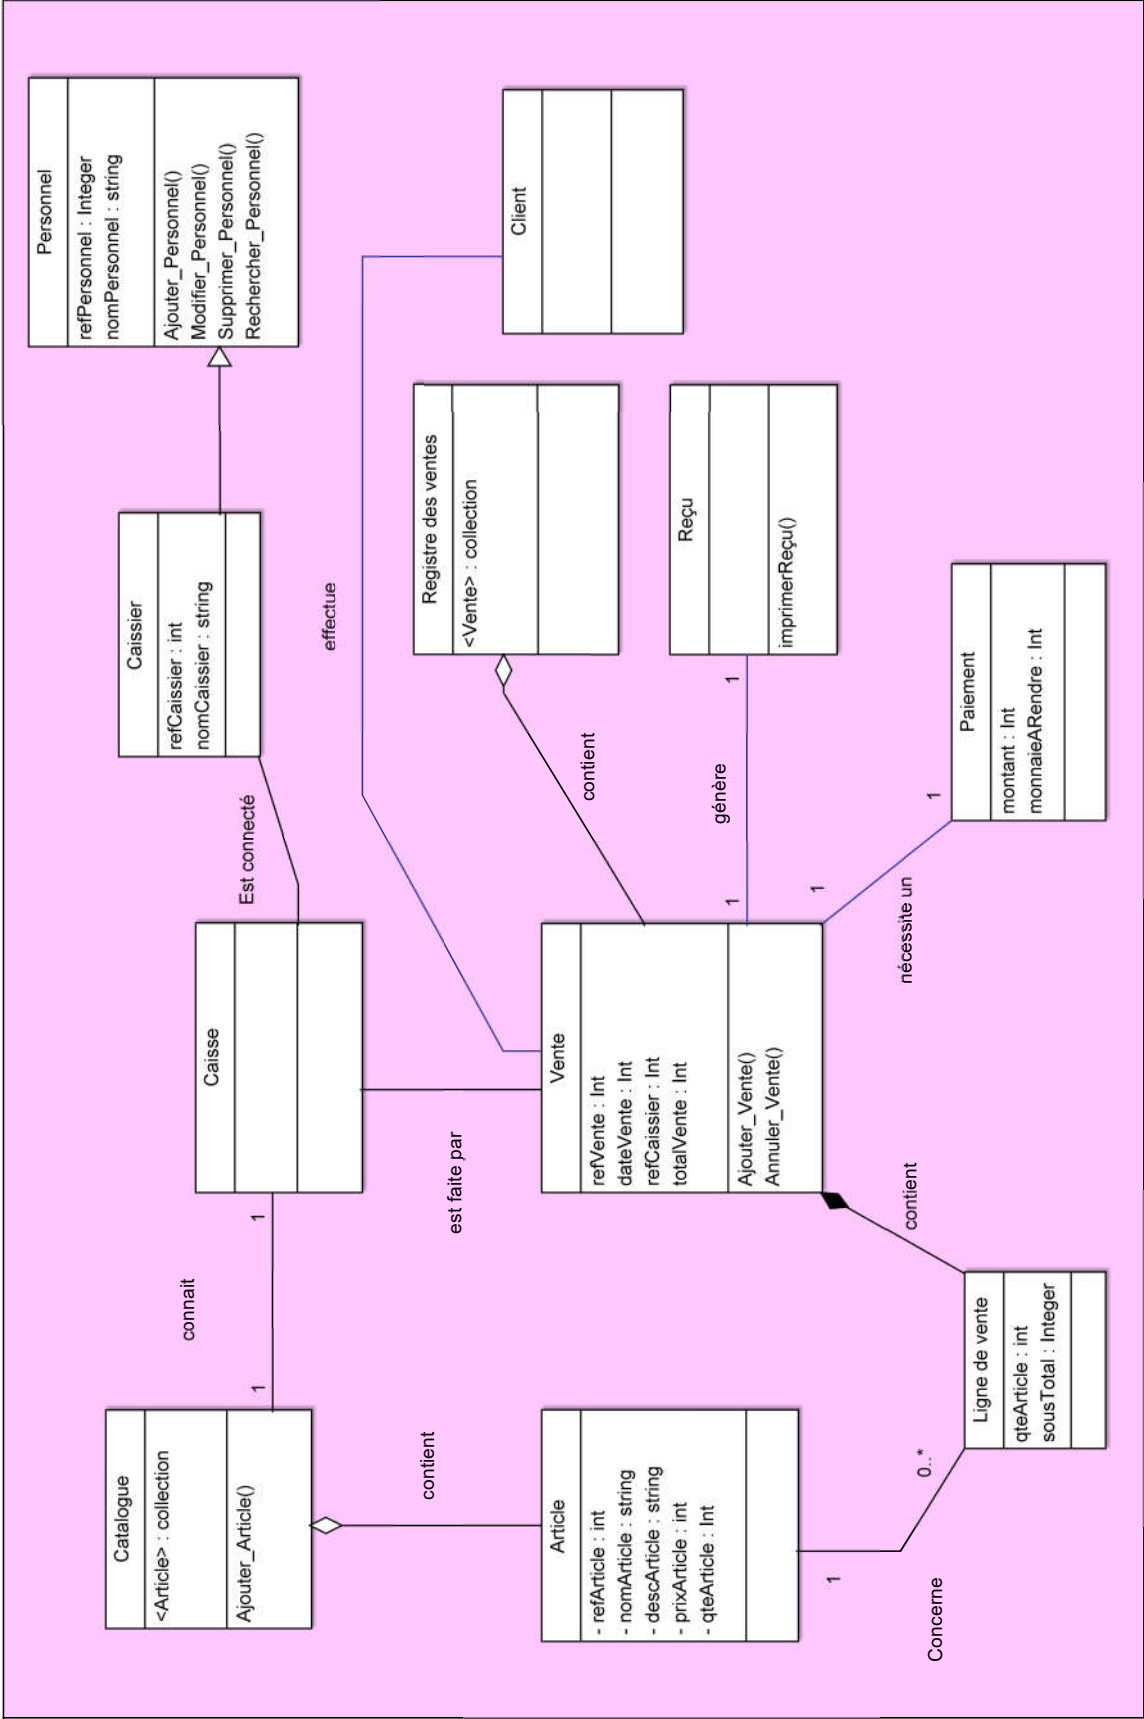 Catalogue
<Article> : collection
Ajouter_Article()
1
connait
1
Caisse
Est connecté
Caissier
refCaissier : int
nomCaissier : string
Personnel
refPersonnel : Integer
nomPersonnel : string
Ajouter_Personnel()
Modifier_Personnel()
Supprimer_Personnel()
Rechercher_Personnel()
contient
est faite par
effectue
Article
- refArticle : int
- nomArticle : string
- descArticle : string
- prixArticle : int
- qteArticle : Int
Vente
refVente : Int
dateVente : Int
refCaissier : Int
totalVente : Int
Ajouter_Vente()
Annuler_Vente()
contient
Registre des ventes
<Vente> : collection
Client
1
génère
1
Reçu
imprimerReçu()
1
nécessite un
1
Paiement
montant : Int
monnaieARendre : Int
1
Concerne
0..*
contient
Ligne de vente
qteArticle : int
sousTotal : Integer